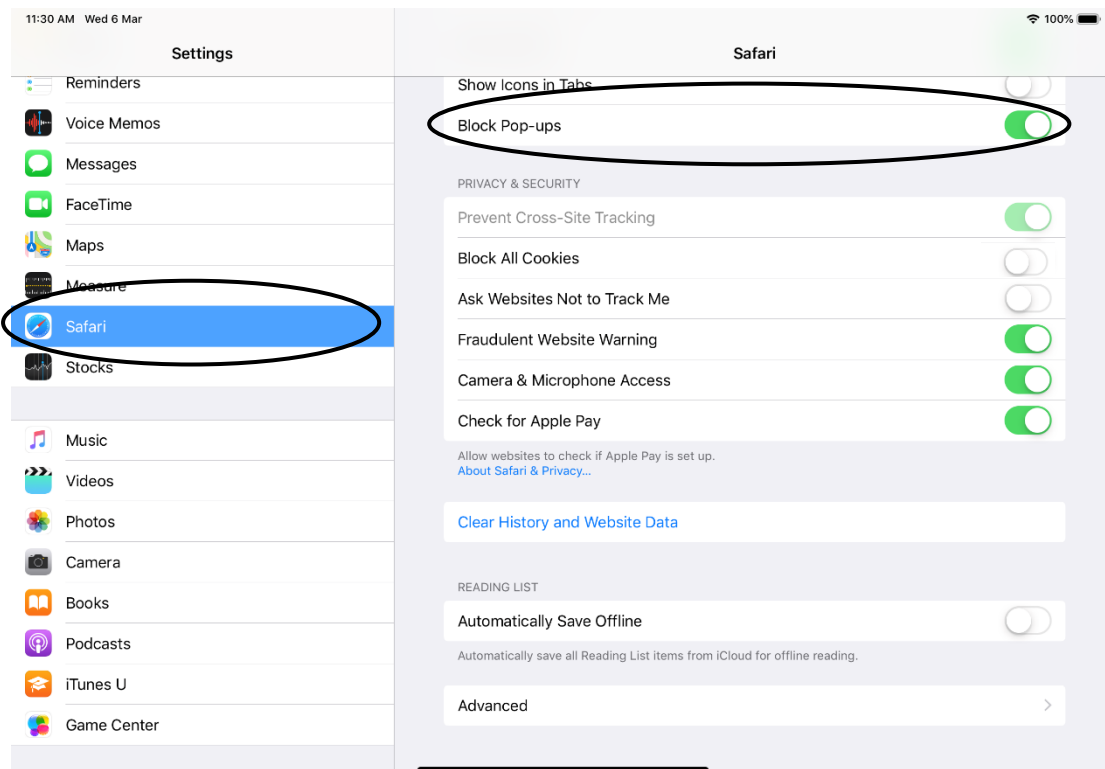 11:30 AM Wed 6 Mar
100%
Settings
Reminders
Voice Memos
Messages
FaceTime
Maps
Measure
Safari
Stocks
Music
Videos
Photos
Camera
Books
Podcasts
iTunes U
Game Center
Safari
Show Icons in Tabs
Block Pop-ups
PRIVACY & SECURITY
Prevent Cross-Site Tracking
Block All Cookies
Ask Websites Not to Track Me
Fraudulent Website Warning
Camera & Microphone Access
Check for Apple Pay
Allow websites to check if Apple Pay is set up.
About Safari & Privacy...
Clear History and Website Data
READING LIST
Automatically Save Offline
Automatically save all Reading List items from iCloud for offline reading.
Advanced